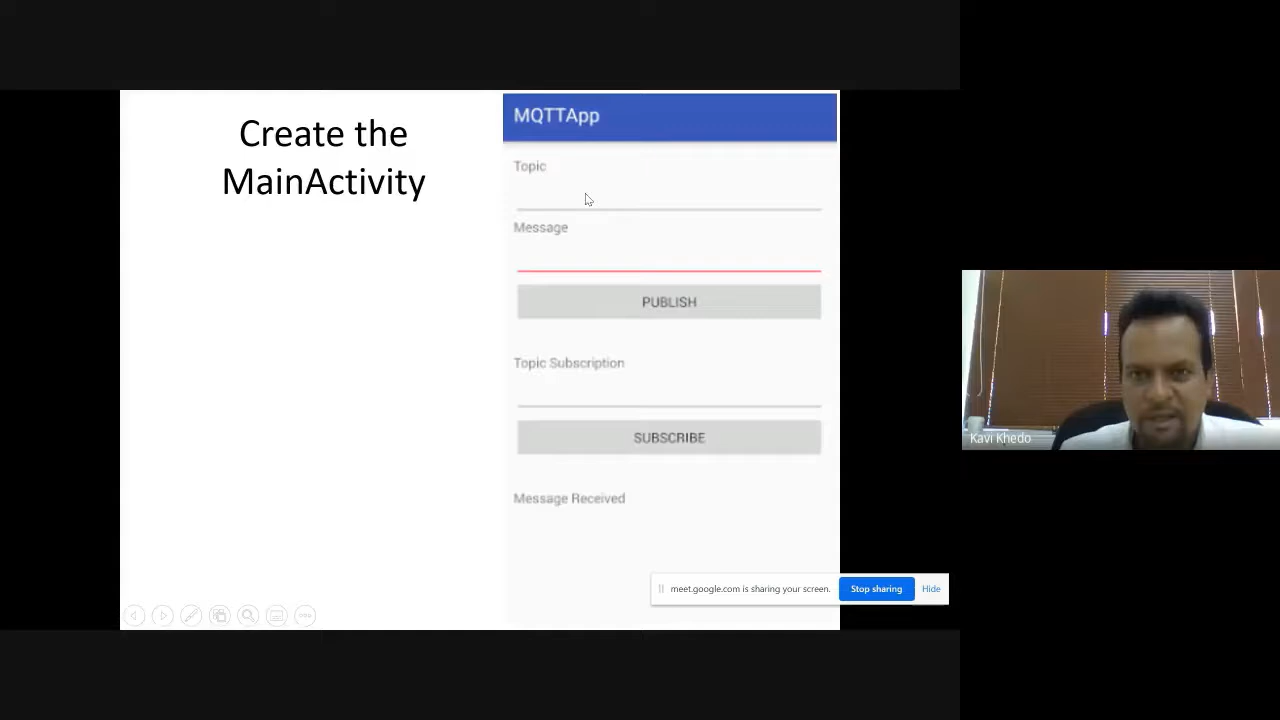 Create the
MainActivity
MQTTApp
Topic
Message
PUBLISH
Topic Subscription
SUBSCRIBE
Message Received
meet.google.com is sharing your screen.
Stop sharing
Hide
Kavi Khedo